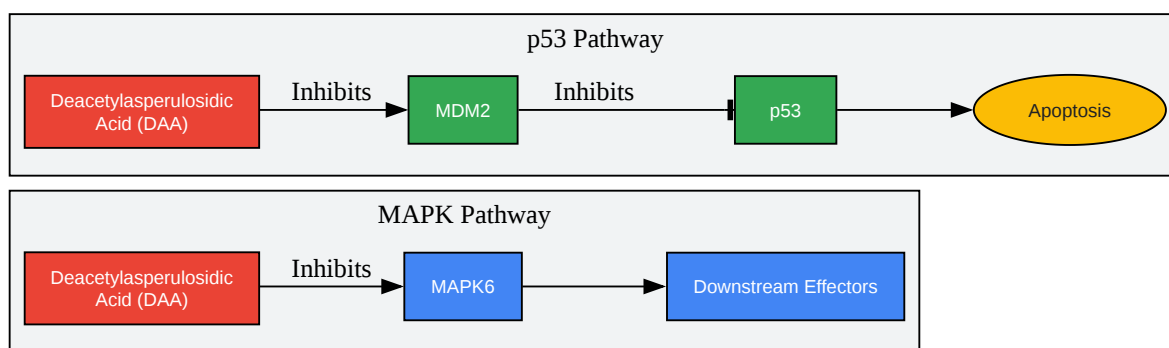 p53 Pathway
Deacetylasperulosidic
Acid (DAA)
Inhibits
MDM2
Inhibits
p53
Apoptosis
MAPK Pathway
Deacetylasperulosidic
Acid (DAA)
Inhibits
MAPK6
Downstream Effectors